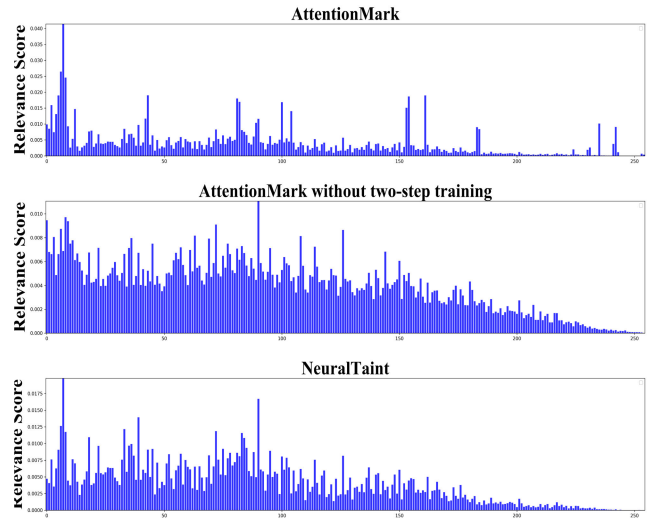 AttentionMark
Relevance Score
0.040
0.035
0.030
0.025
0.020
0.015
0.010
0.005
0.000
0 50 100 150 200 250
AttentionMark without two-step training
Relevance Score
0.010
0.008
0.006
0.004
0.002
0.000
0 50 100 150 200 250
NeuralTaint
Relevance Score
0.0175
0.0150
0.0125
0.0100
0.0075
0.0050
0.0025
0.0000
0 50 100 150 200 250